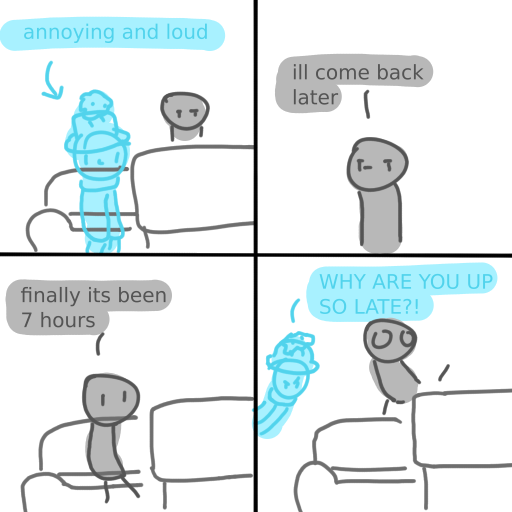 annoying and loud
ill come back
later
finally its been
7 hours
WHY ARE YOU UP
SO LATE?!